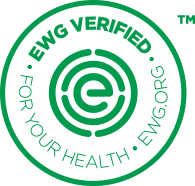 · EWG VERIFIED ·
FOR YOUR HEALTH · EWG.ORG
e
™